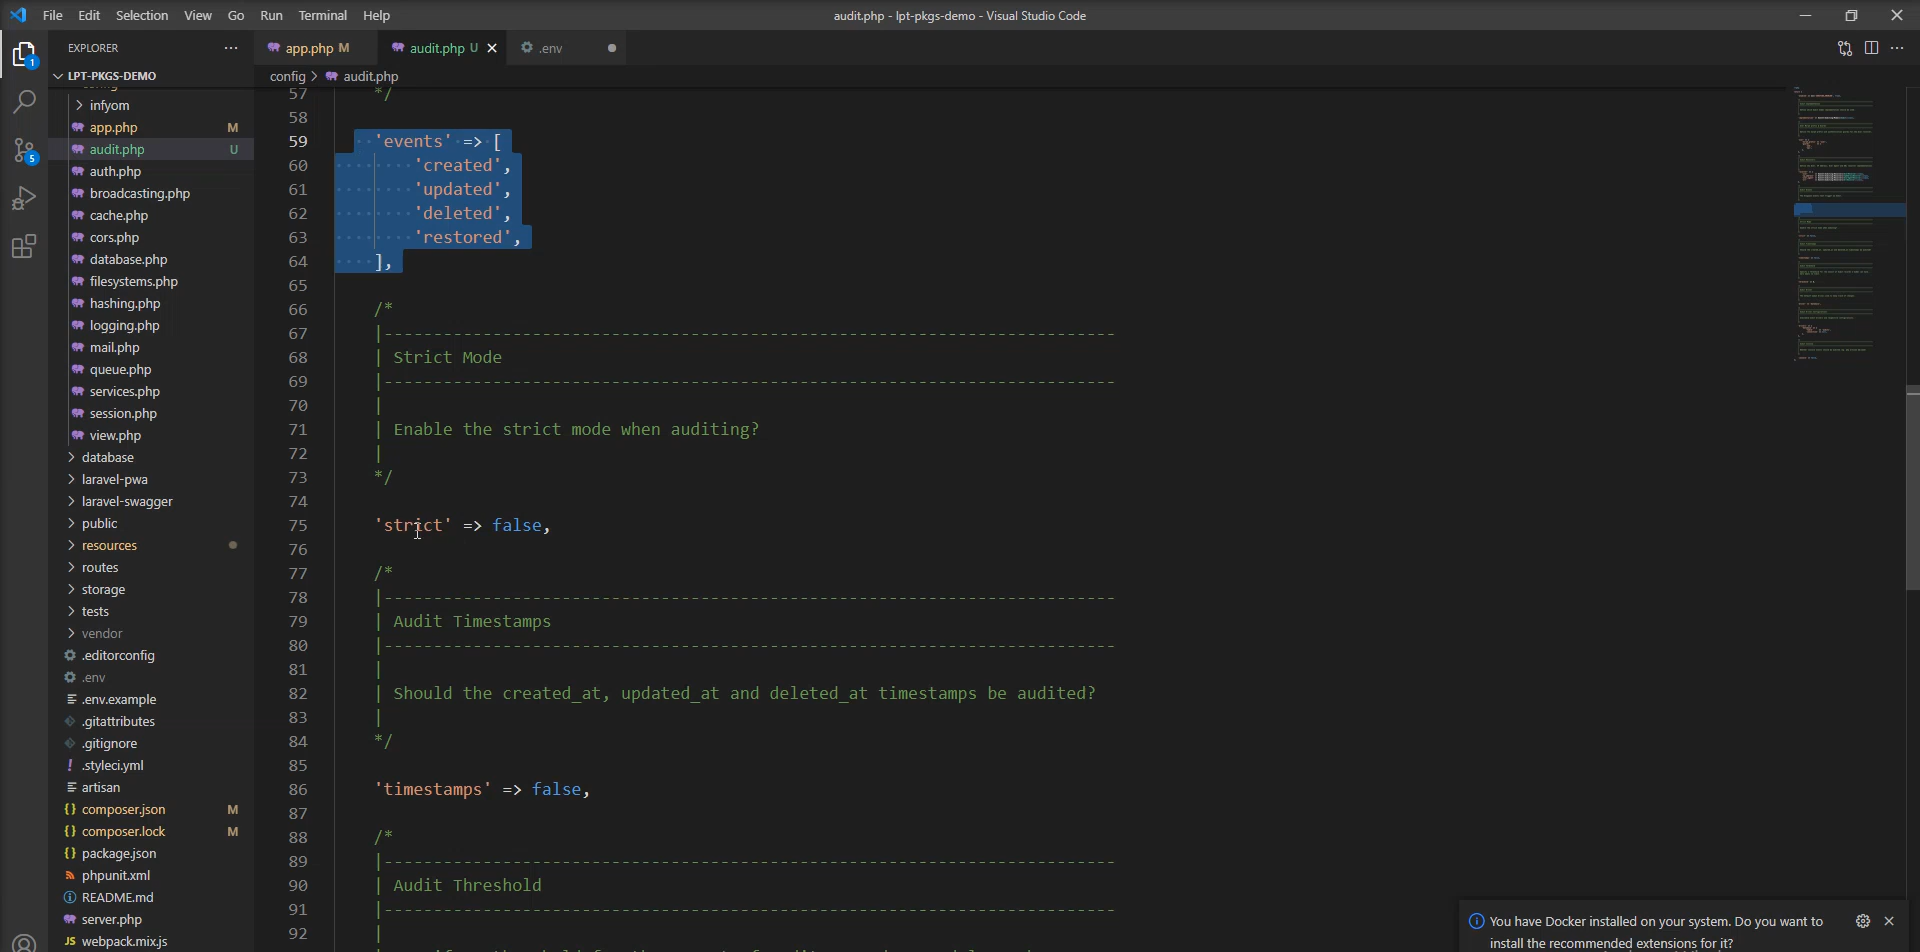 File Edit Selection View Go Run Terminal Help
audit.php - lpt-pkgs-demo - Visual Studio Code
EXPLORER
app.php M
audit.php U
.env
LPT-PKGS-DEMO
config > audit.php
infyom
app.php M
audit.php U
auth.php
broadcasting.php
cache.php
cors.php
database.php
filesystems.php
hashing.php
logging.php
mail.php
queue.php
services.php
session.php
view.php
database
laravel-pwa
laravel-swagger
public
resources
routes
storage
tests
vendor
.editorconfig
.env
.env.example
.gitattributes
.gitignore
.styleci.yml
artisan
composer.json M
composer.lock M
package.json
phpunit.xml
README.md
server.php
webpack.mix.js
1
5
57 */
58
59 'events' => [
60 'created',
61 'updated',
62 'deleted',
63 'restored',
64 ],
65
66 /*
67 |--------------------------------------------------------------------------
68 | Strict Mode
69 |--------------------------------------------------------------------------
70 |
71 | Enable the strict mode when auditing?
72 |
73 */
74
75 'strict' => false,
76
77 /*
78 |--------------------------------------------------------------------------
79 | Audit Timestamps
80 |--------------------------------------------------------------------------
81 |
82 | Should the created_at, updated_at and deleted_at timestamps be audited?
83 |
84 */
85
86 'timestamps' => false,
87
88 /*
89 |--------------------------------------------------------------------------
90 | Audit Threshold
91 |--------------------------------------------------------------------------
92 |
You have Docker installed on your system. Do you want to
install the recommended extensions for it?